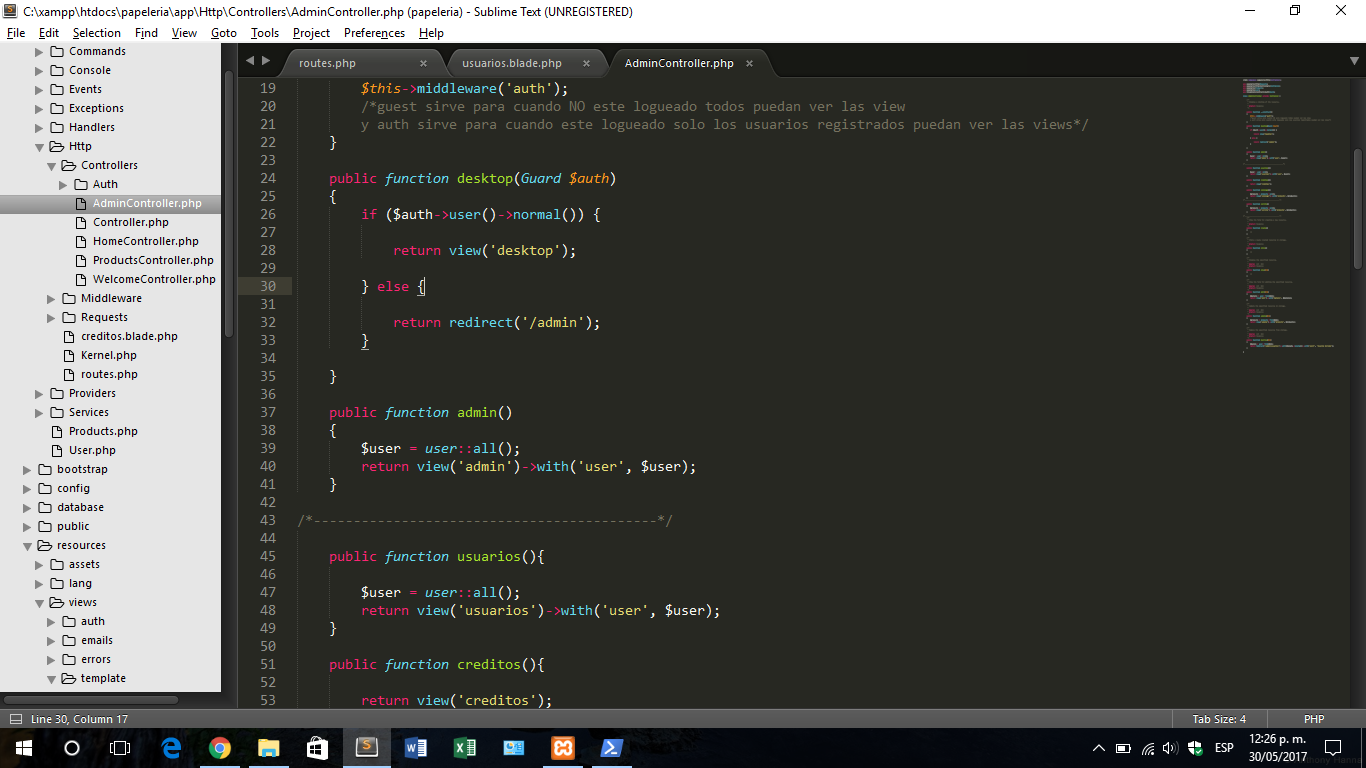 C:\xampp\htdocs\papeleria\app\Http\Controllers\AdminController.php (papeleria) - Sublime Text (UNREGISTERED)
File Edit Selection Find View Goto Tools Project Preferences Help
Commands
Console
Events
Exceptions
Handlers
Http
Controllers
Auth
AdminController.php
Controller.php
HomeController.php
ProductsController.php
WelcomeController.php
Middleware
Requests
creditos.blade.php
Kernel.php
routes.php
Providers
Services
Products.php
User.php
bootstrap
config
database
public
resources
assets
lang
views
auth
emails
errors
template
routes.php × usuarios.blade.php × AdminController.php ×
19 $this->middleware('auth');
20 /*guest sirve para cuando NO este logueado todos puedan ver las view
21 y auth sirve para cuando este logueado solo los usuarios registrados puedan ver las views*/
22 }
23
24 public function desktop(Guard $auth)
25 {
26 if ($auth->user()->normal()) {
27
28 return view('desktop');
29
30 } else {
31
32 return redirect('/admin');
33 }
34
35 }
36
37 public function admin()
38 {
39 $user = user::all();
40 return view('admin')->with('user', $user);
41 }
42
43 /*-------------------------------------------*/
44
45 public function usuarios(){
46
47 $user = user::all();
48 return view('usuarios')->with('user', $user);
49 }
50
51 public function creditos(){
52
53 return view('creditos');
Line 30, Column 17 Tab Size: 4 PHP
ESP
12:26 p. m.
30/05/2017